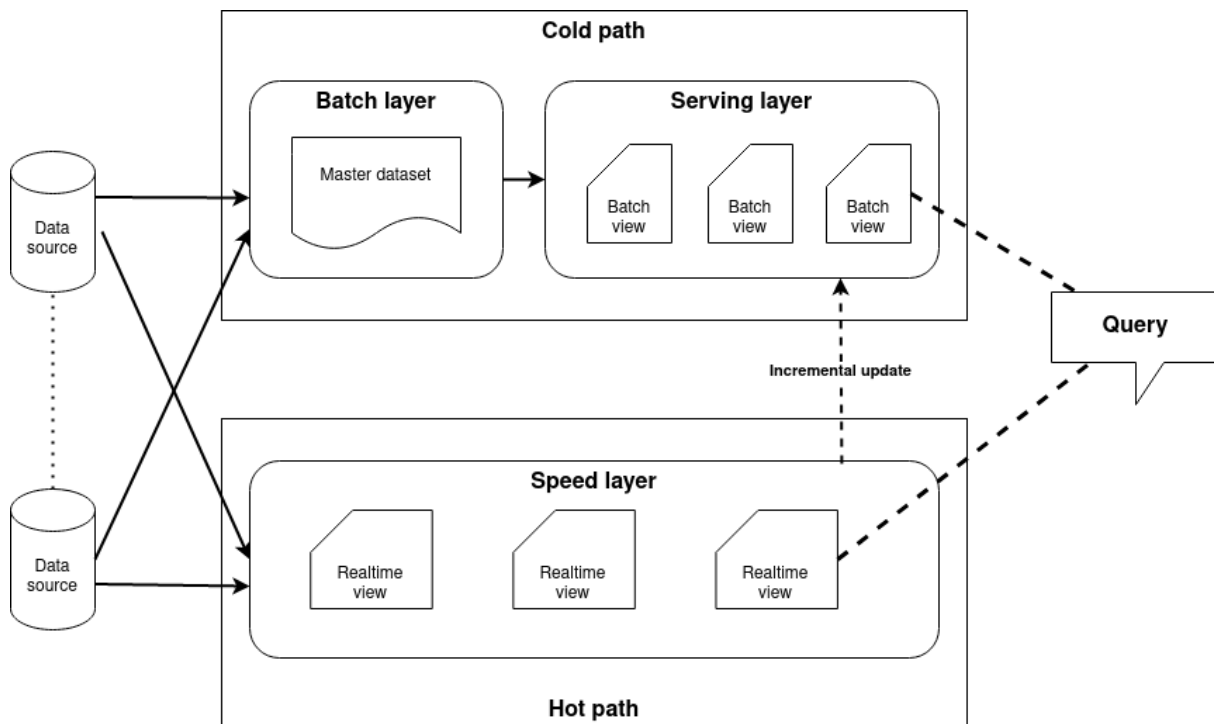 Cold path
Batch layer
Master dataset
Serving layer
Batch
view
Batch
view
Batch
view
Data
source
Query
Incremental update
Speed layer
Realtime
view
Realtime
view
Realtime
view
Data
source
Hot path